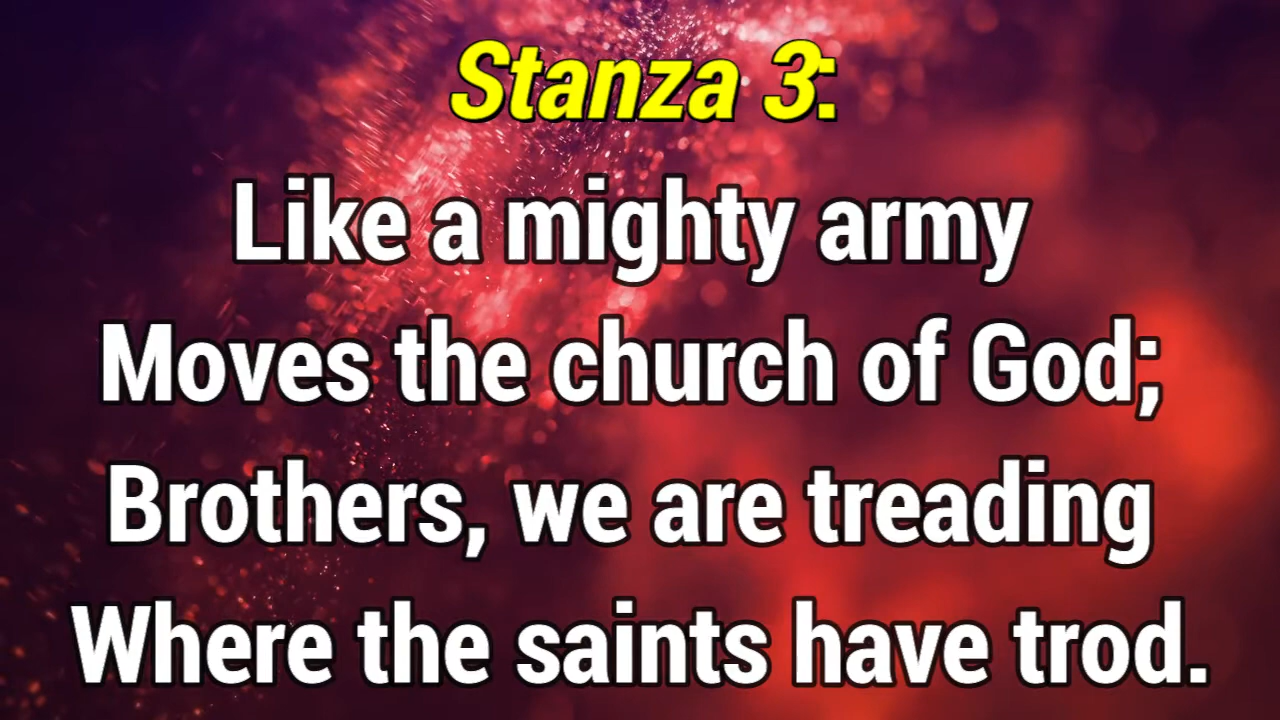 Stanza 3:
Like a mighty army
Moves the church of God;
Brothers, we are treading
Where the saints have trod.